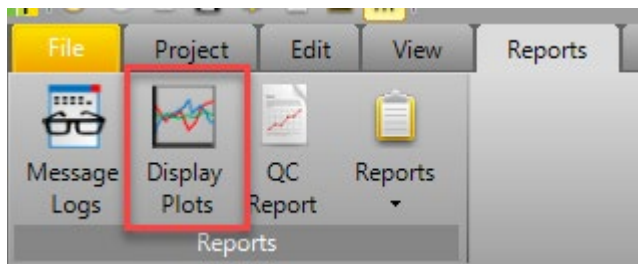 File Project Edit View Reports
Message Display QC Reports
Logs Plots Report
Reports